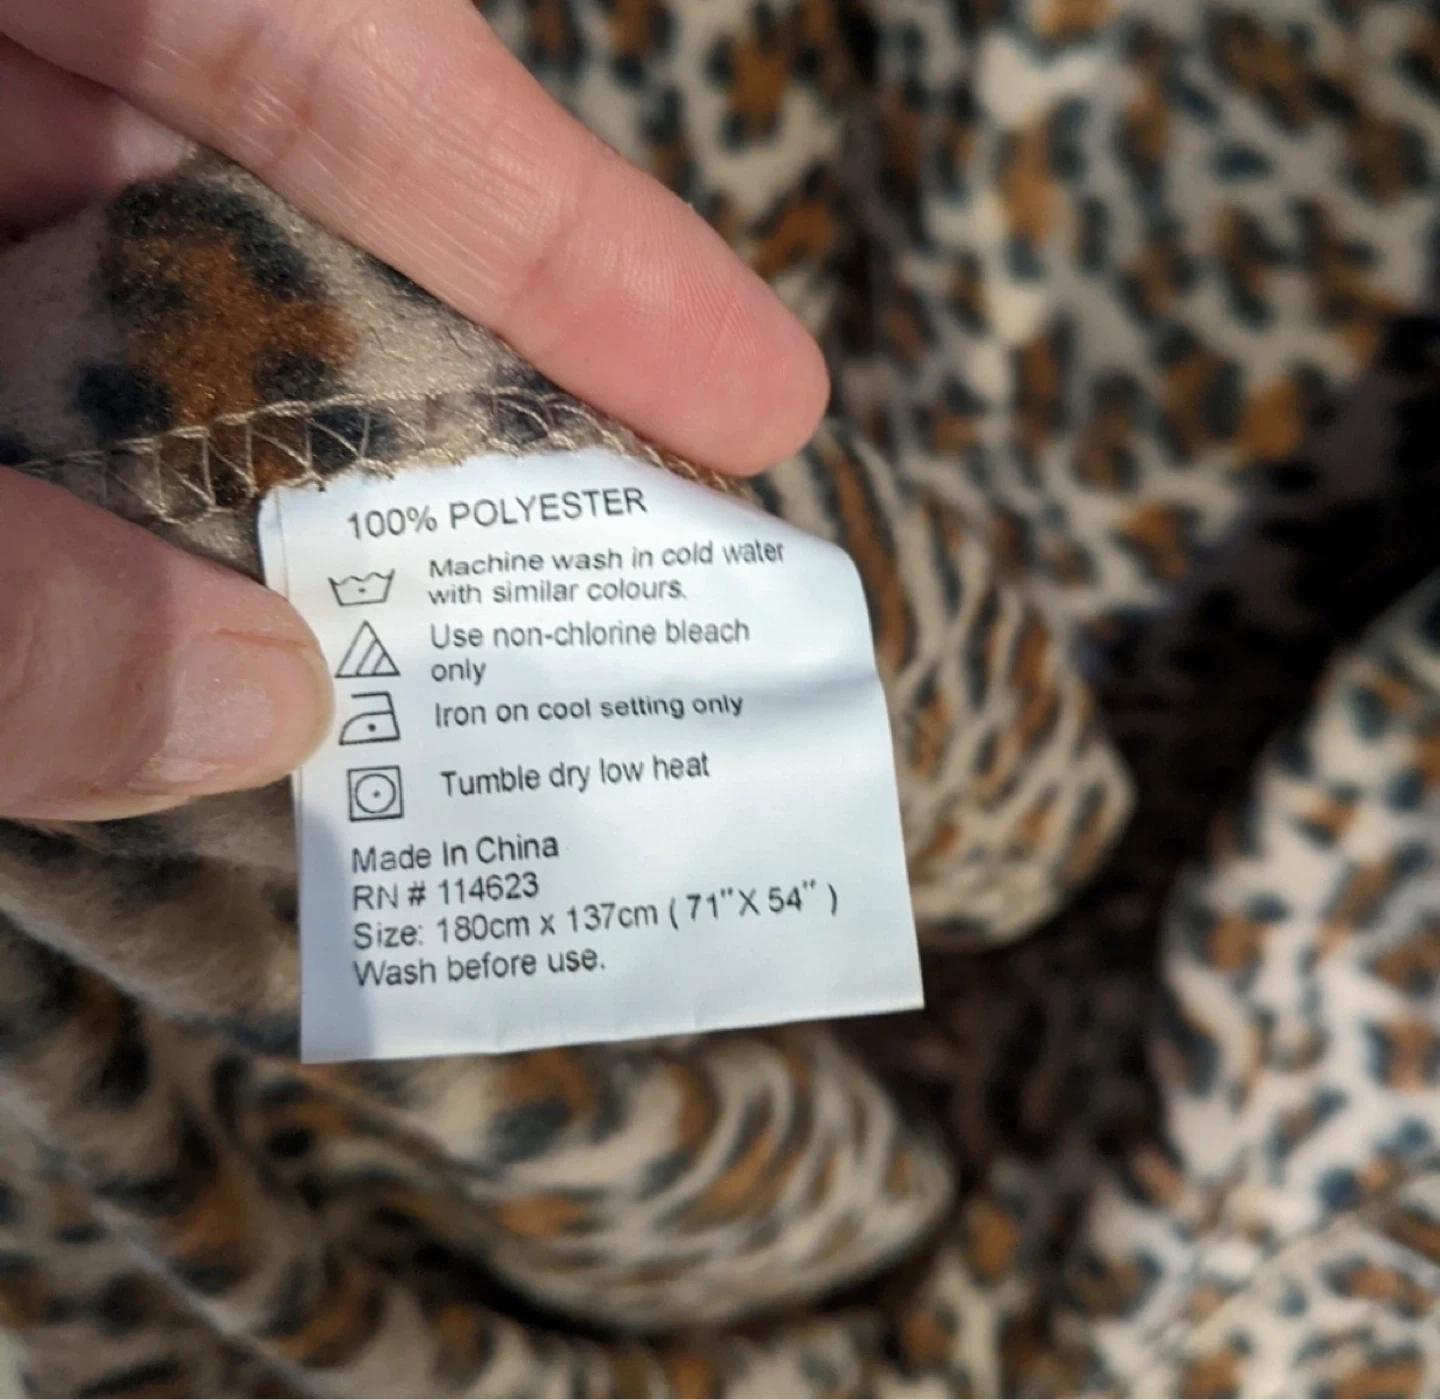 100% POLYESTER
Machine wash in cold water
with similar colours.
Use non-chlorine bleach
only
Iron on cool setting only
Tumble dry low heat
Made In China
RN # 114623
Size: 180cm x 137cm ( 71"X 54" )
Wash before use.